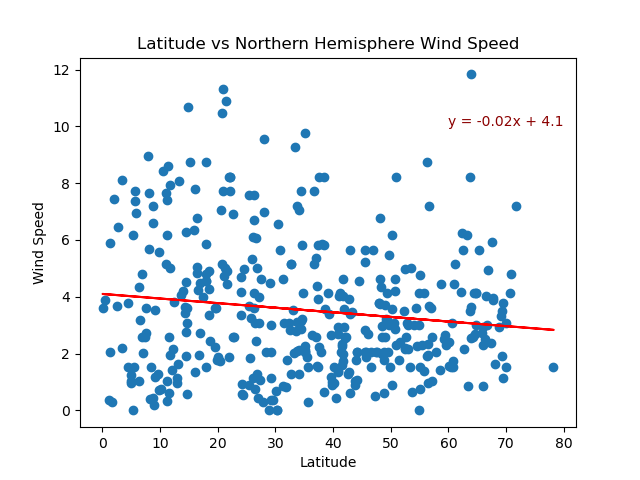 Latitude vs Northern Hemisphere Wind Speed
12
10
8
6
4
2
0
Wind Speed
y = -0.02x + 4.1
0 10 20 30 40 50 60 70 80
Latitude